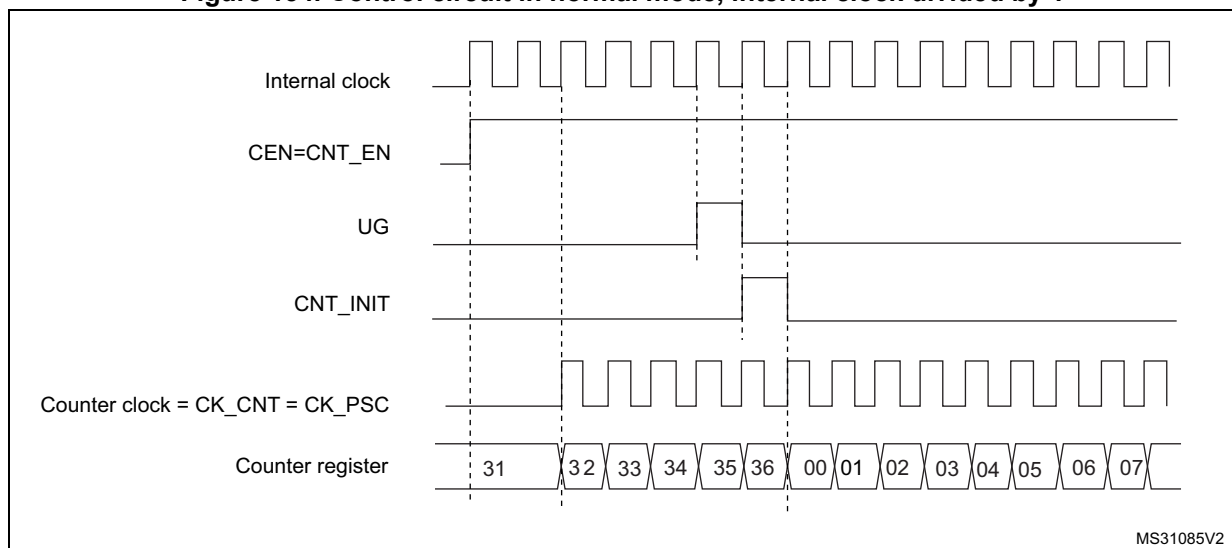 Internal clock
CEN=CNT_EN
UG
CNT_INIT
Counter clock = CK_CNT = CK_PSC
Counter register 31 32 33 34 35 36 00 01 02 03 04 05 06 07
MS31085V2